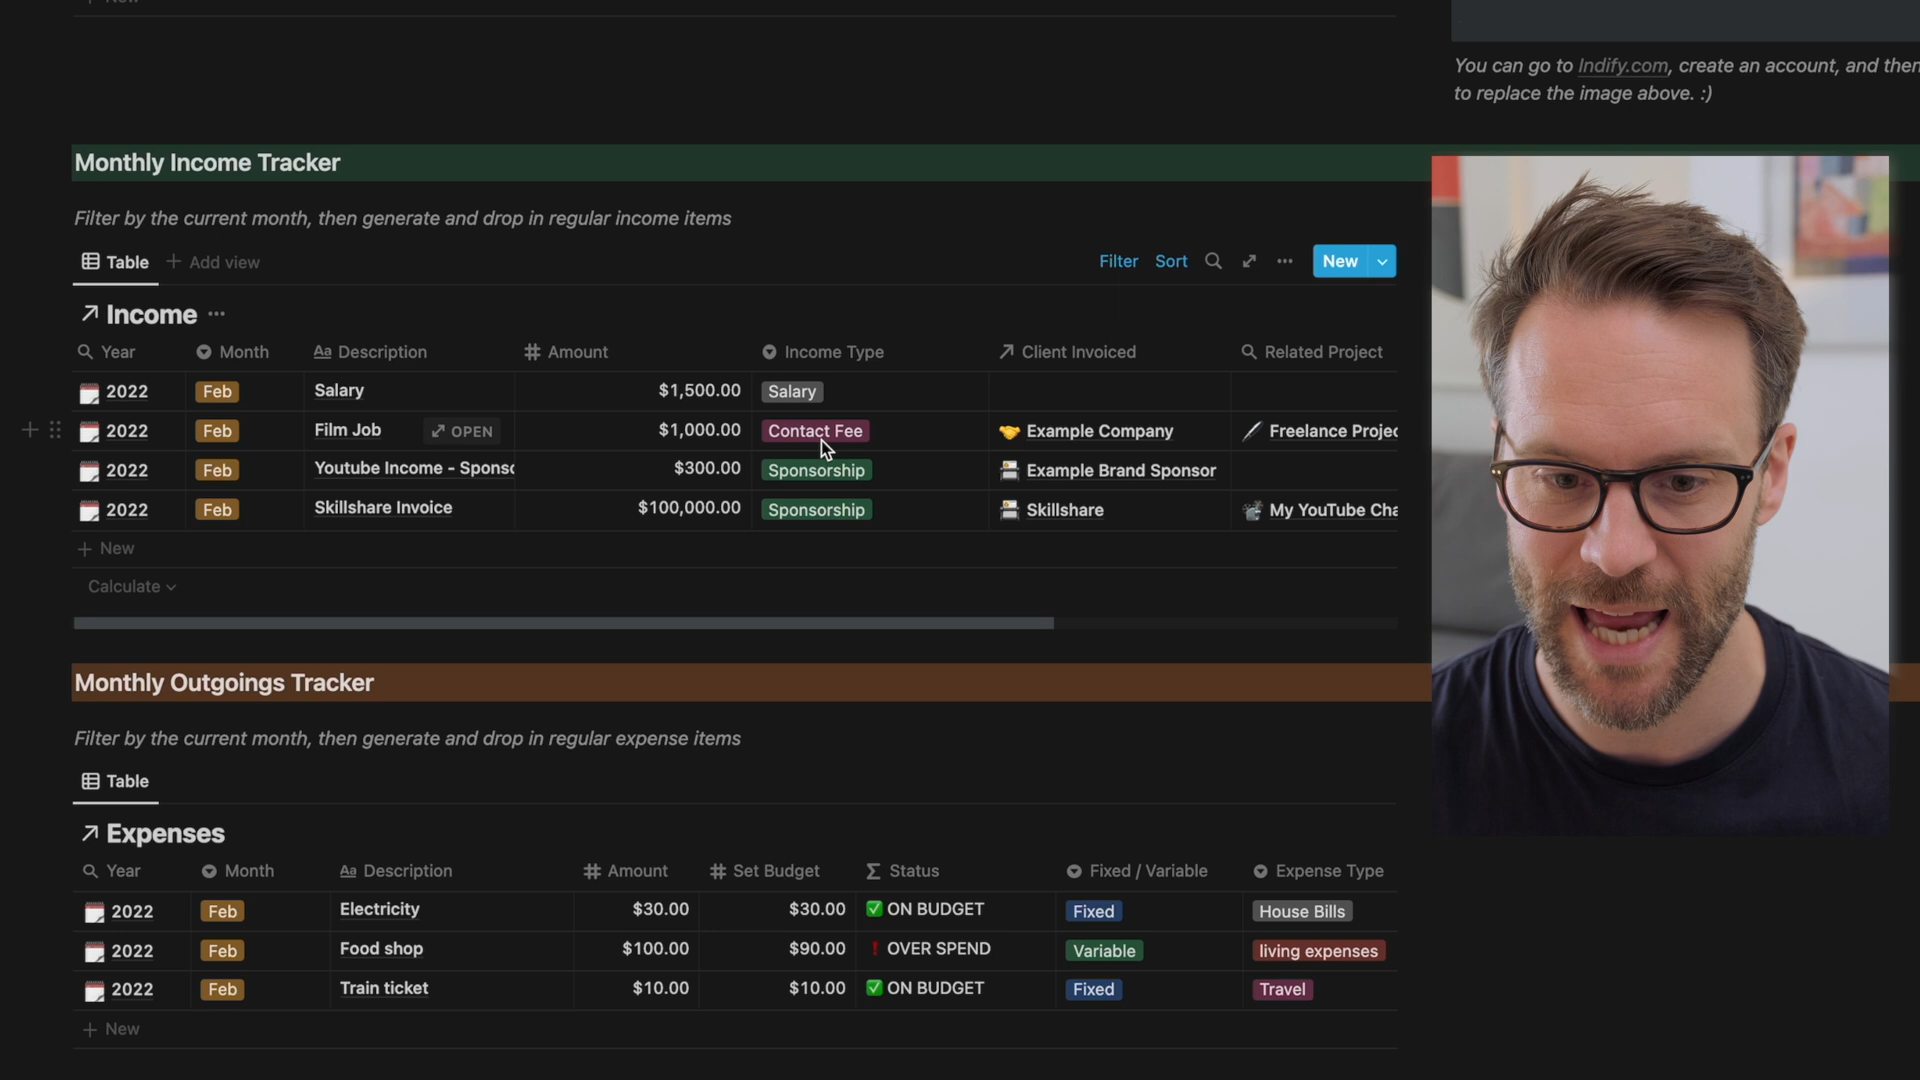 New
You can go to Indify.com, create an account, and then
to replace the image above. :)
Monthly Income Tracker
Filter by the current month, then generate and drop in regular income items
Table + Add view Filter Sort New
Income
Year Month Aa Description # Amount Income Type Client Invoiced Related Project
2022 Feb Salary $1,500.00 Salary
2022 Feb Film Job OPEN $1,000.00 Contact Fee Example Company Freelance Projec
2022 Feb Youtube Income - Sponso $300.00 Sponsorship Example Brand Sponsor
2022 Feb Skillshare Invoice $100,000.00 Sponsorship Skillshare My YouTube Cha
+ New
Calculate
Monthly Outgoings Tracker
Filter by the current month, then generate and drop in regular expense items
Table
Expenses
Year Month Aa Description # Amount # Set Budget Σ Status Fixed / Variable Expense Type
2022 Feb Electricity $30.00 $30.00 ✅ ON BUDGET Fixed House Bills
2022 Feb Food shop $100.00 $90.00 ❗ OVER SPEND Variable living expenses
2022 Feb Train ticket $10.00 $10.00 ✅ ON BUDGET Fixed Travel
+ New